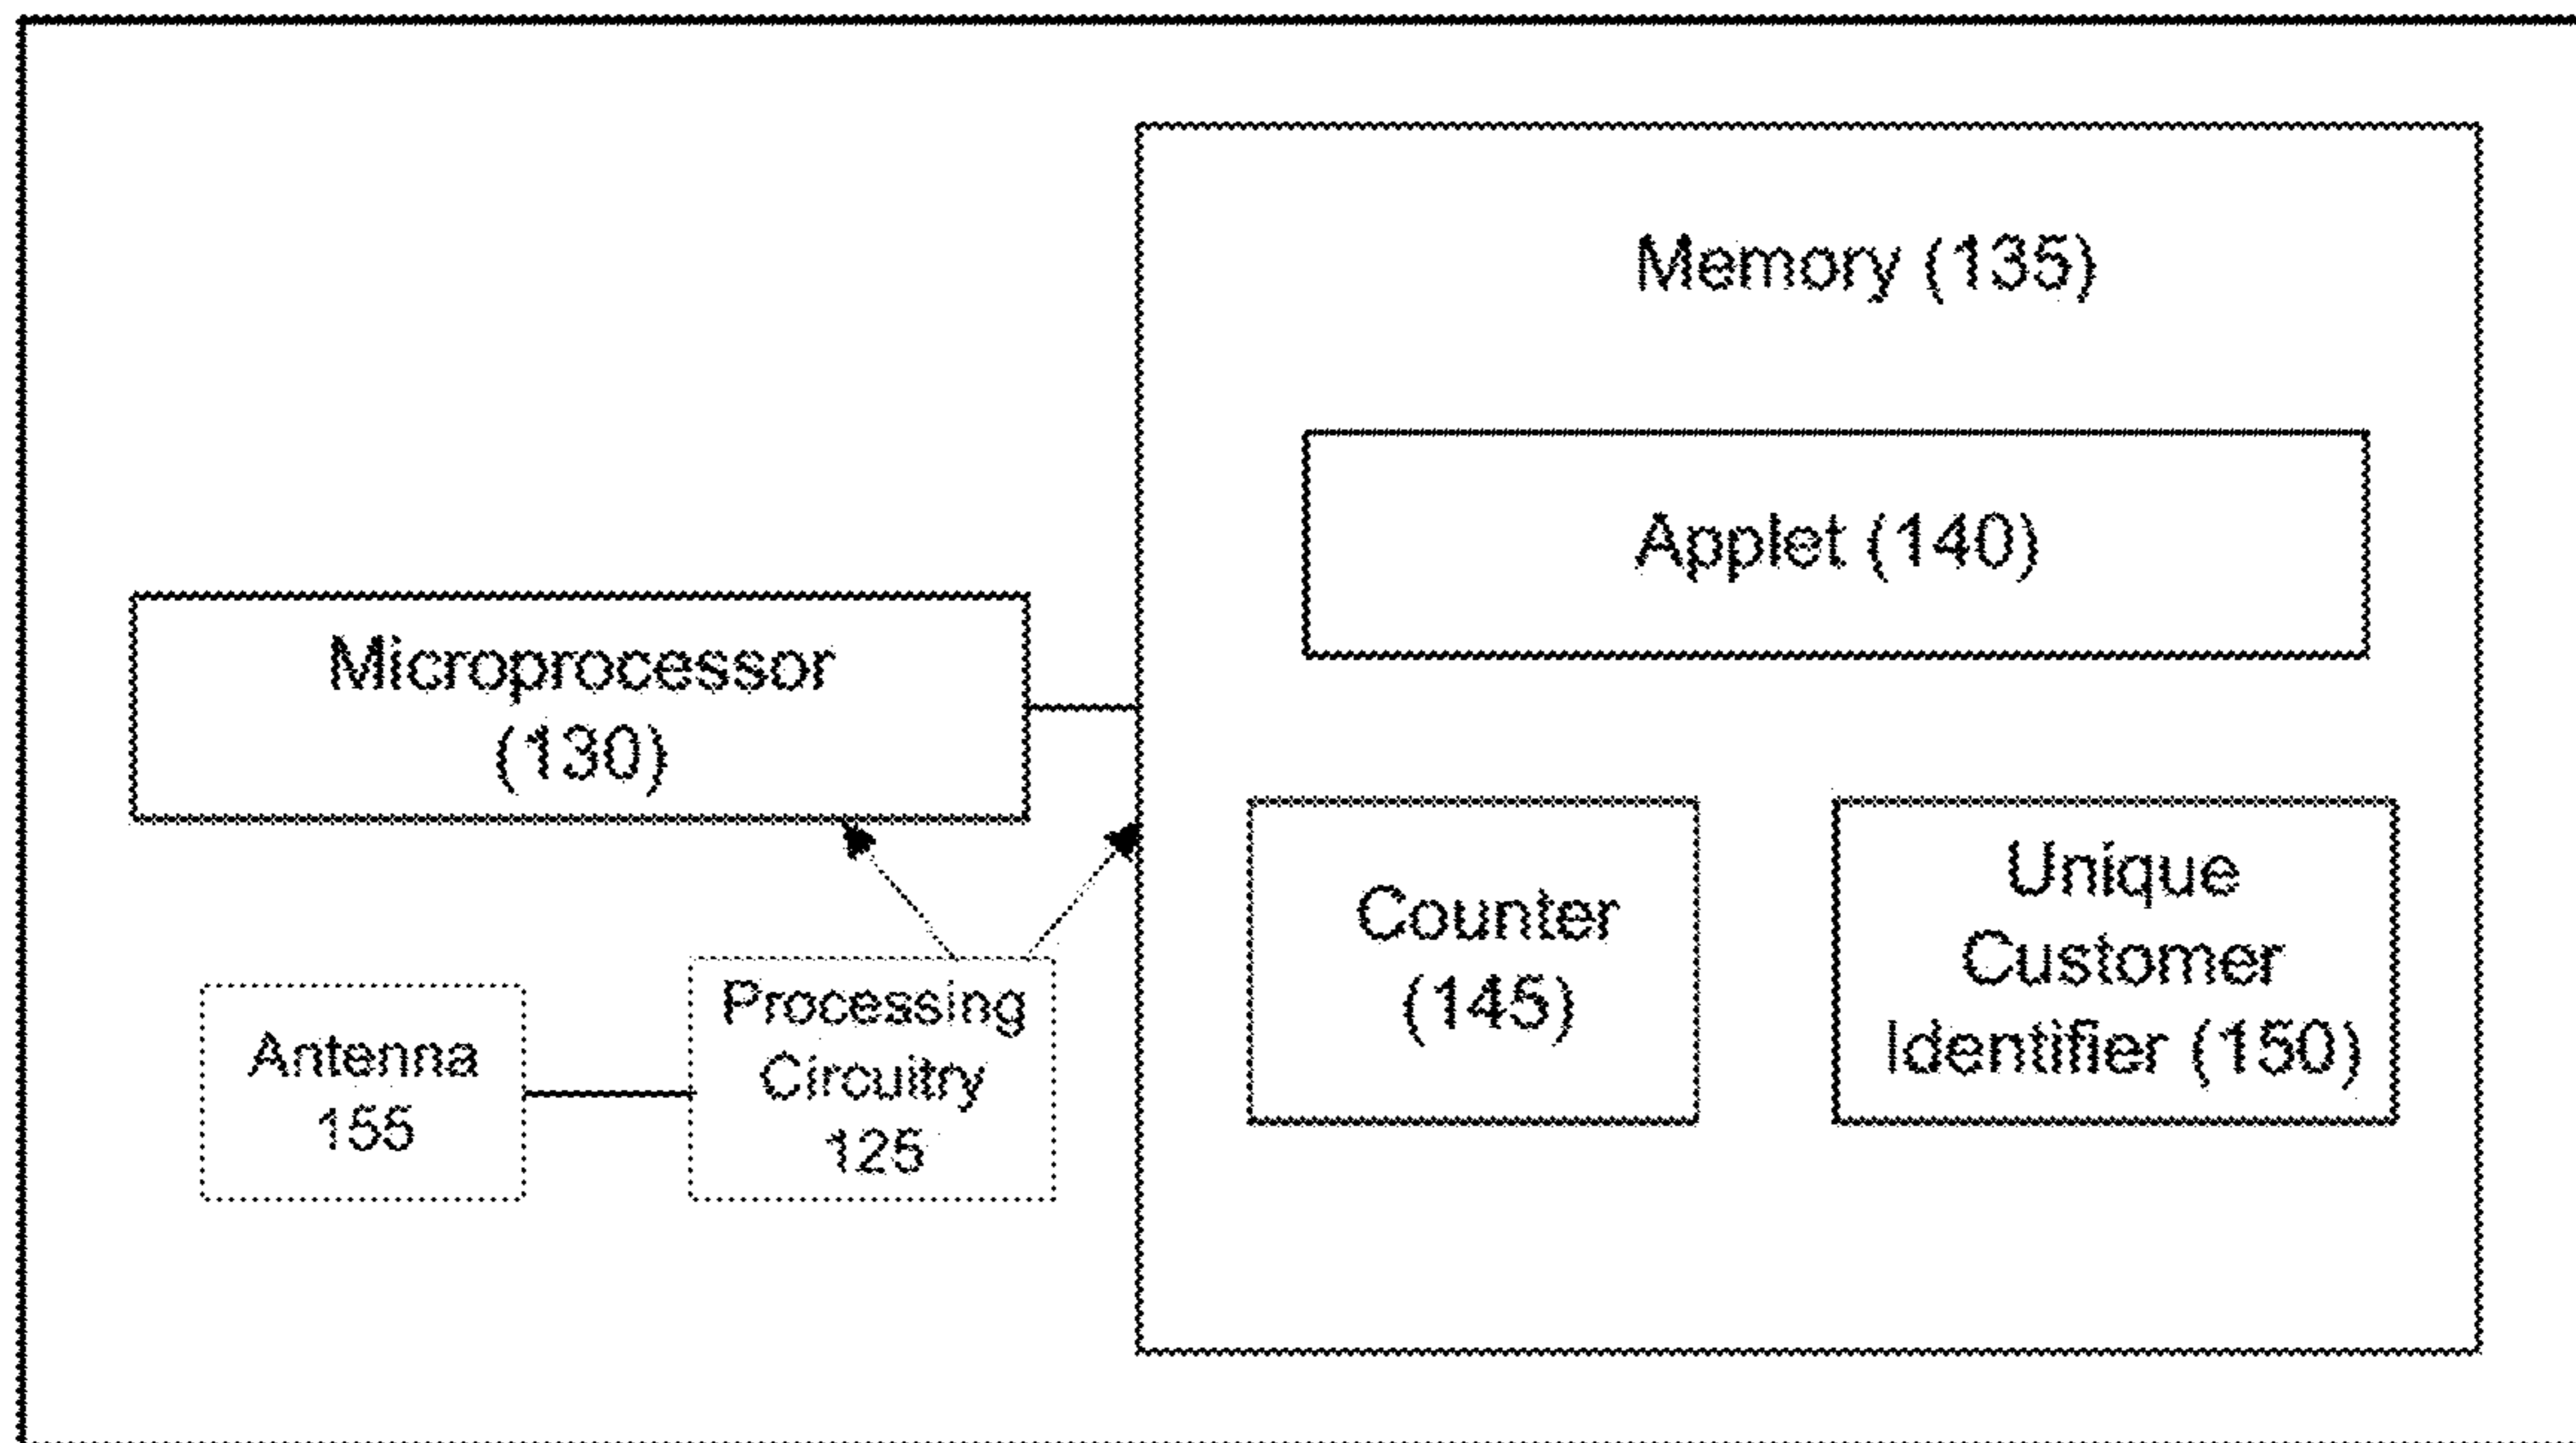 Memory (135)
Applet (140)
Microprocessor
(130)
Counter
(145)
Unique
Customer
Identifier (150)
Antenna
155
Processing
Circuitry
125